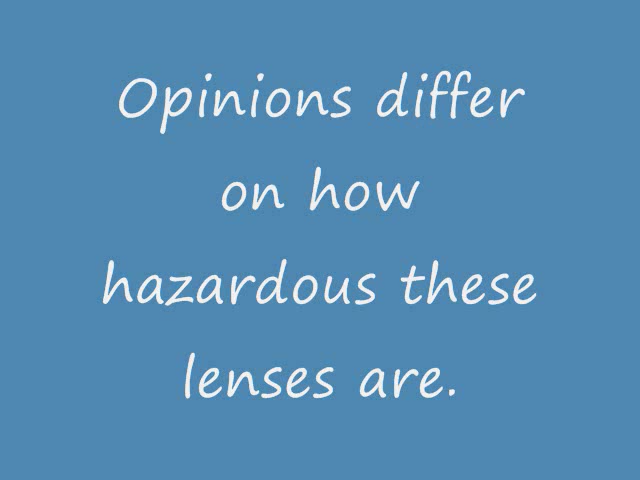 Opinions differ
on how
hazardous these
lenses are.